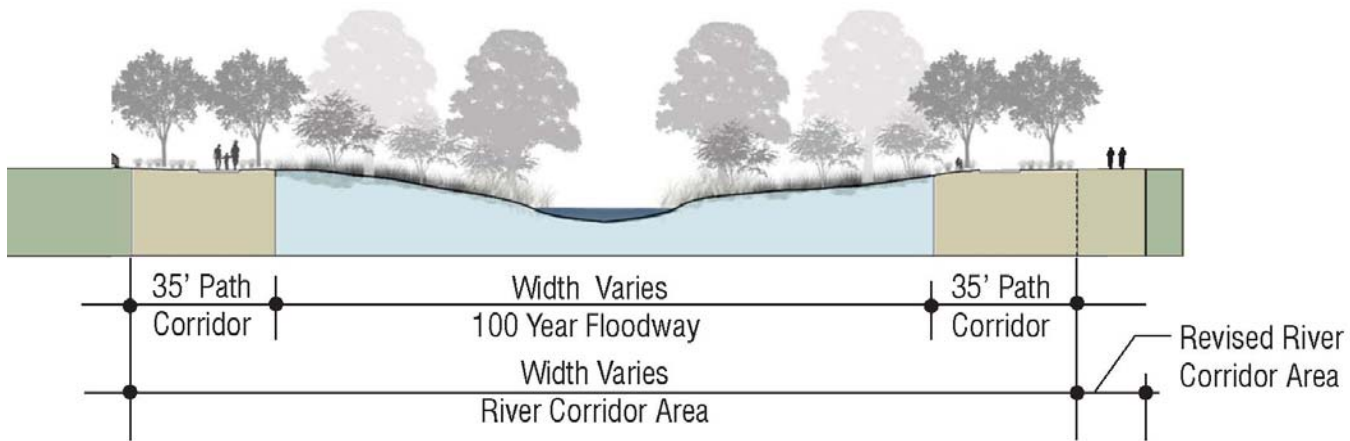 35' Path
Corridor
Width Varies
100 Year Floodway
35' Path
Corridor
Revised River
Corridor Area
Width Varies
River Corridor Area